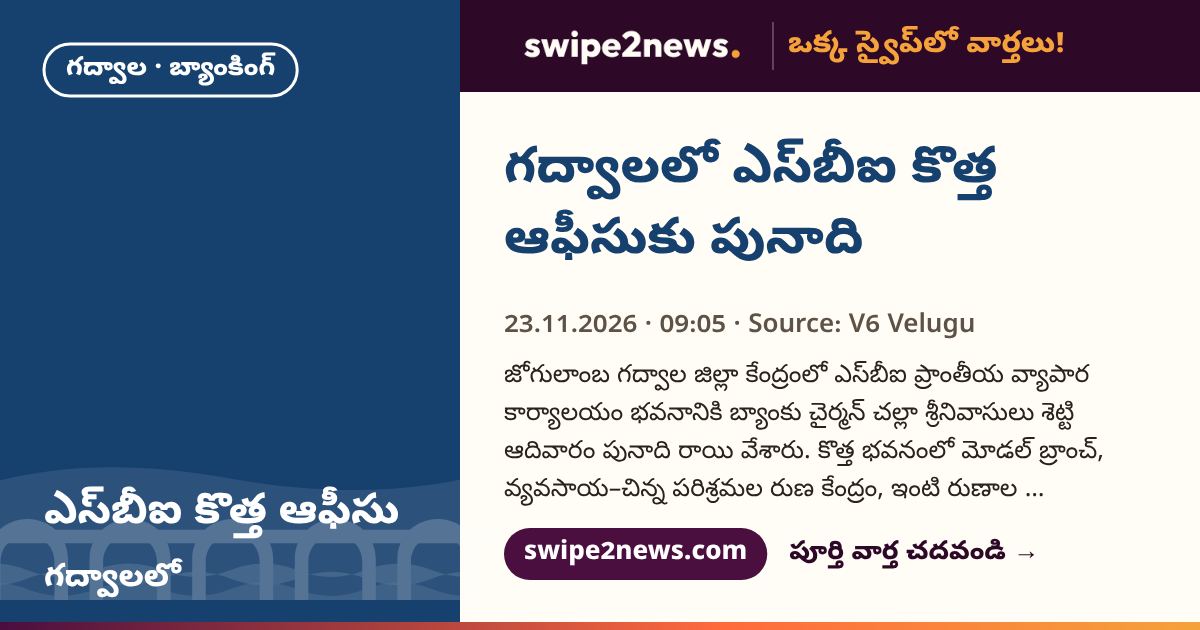 గద్వాల · బ్యాంకింగ్
ఎస్‌బీఐ కొత్త ఆఫీసు
గద్వాలలో
swipe2news. ఒక్క స్వైప్‌లో వార్తలు!
గద్వాలలో ఎస్‌బీఐ కొత్త
ఆఫీసుకు పునాది
23.11.2026 · 09:05 · Source: V6 Velugu
జోగులాంబ గద్వాల జిల్లా కేంద్రంలో ఎస్‌బీఐ ప్రాంతీయ వ్యాపార
కార్యాలయం భవనానికి బ్యాంకు చైర్మన్ చల్లా శ్రీనివాసులు శెట్టి
ఆదివారం పునాది రాయి వేశారు. కొత్త భవనంలో మోడల్ బ్రాంచ్,
వ్యవసాయ–చిన్న పరిశ్రమల రుణ కేంద్రం, ఇంటి రుణాల ...
swipe2news.com పూర్తి వార్త చదవండి →